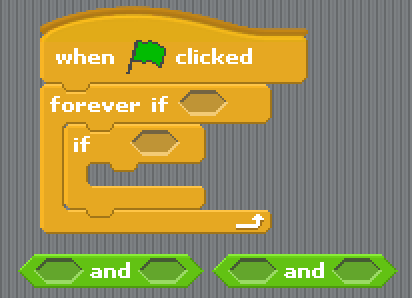 when clicked
forever if
if
and and